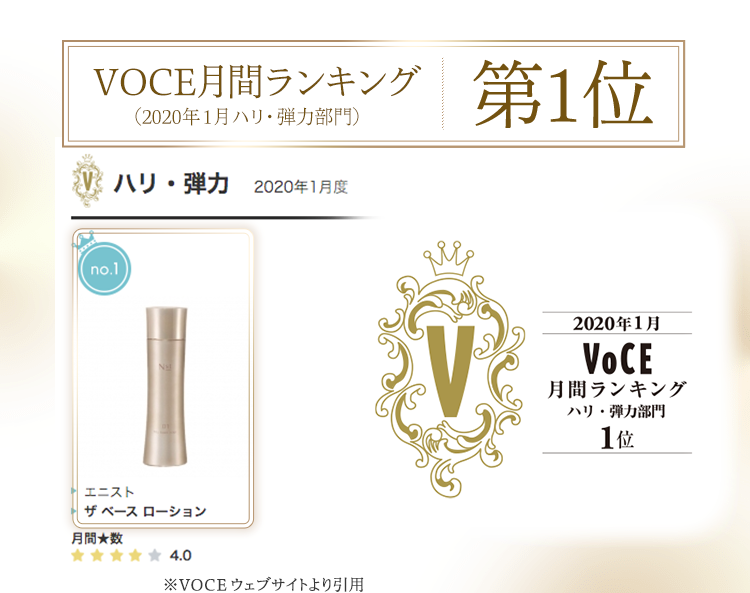 VOCE月間ランキング
（2020年1月ハリ・弾力部門）
第1位
V
ハリ・弾力 2020年1月度
no.1
エニスト
ザ ベース ローション
月間★数
★★★★★ 4.0
V
2020年1月
VoCE
月間ランキング
ハリ・弾力部門
1位
※VOCEウェブサイトより引用